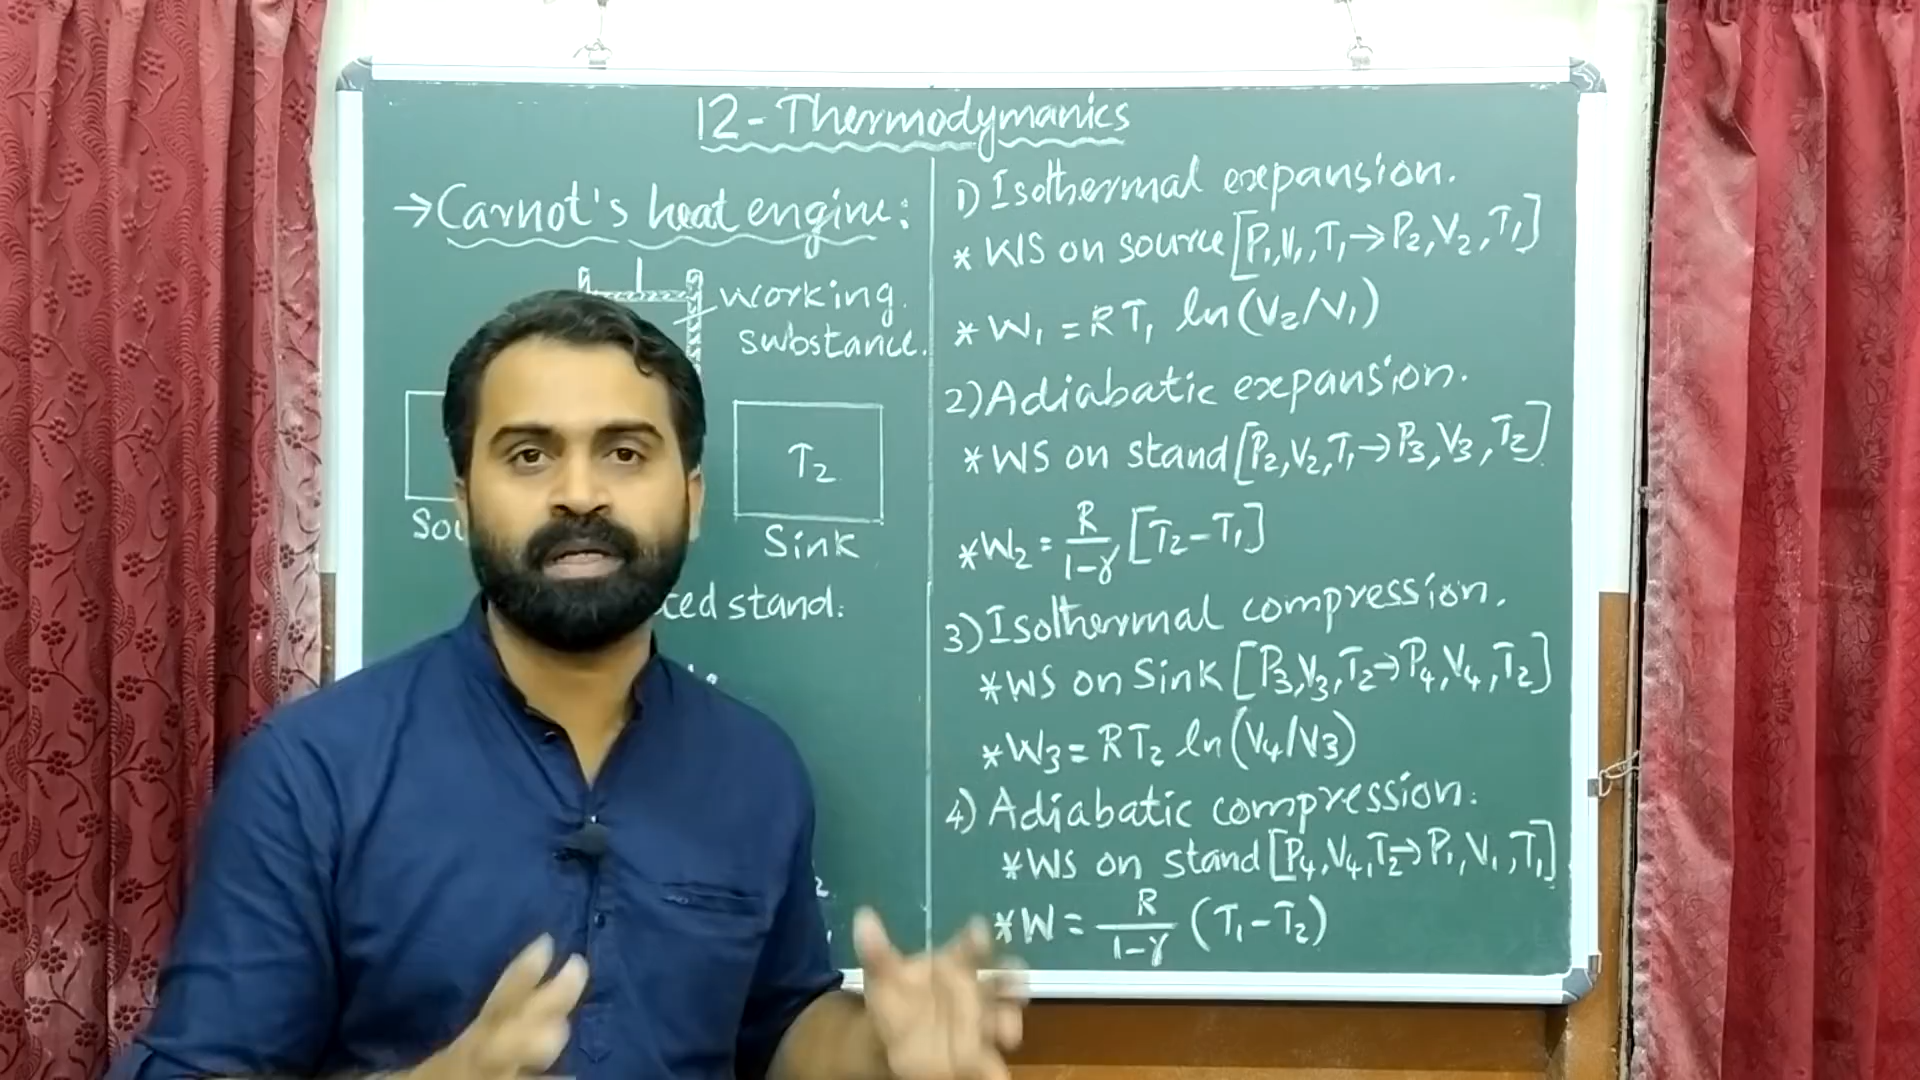 12-Thermodymanics
→Carnot's heat engine:
working
substance.
T₂
Sink
stand:
1) Isothermal expansion.
* WS on source [P₁,V₁,T₁→P₂,V₂,T₁]
* W₁ = RT₁ ln(V₂/V₁)
2) Adiabatic expansion.
* WS on stand [P₂,V₂,T₁→P₃,V₃,T₂]
* W₂ = R/1-γ [T₂-T₁]
3) Isothermal compression.
* WS on Sink [P₃,V₃,T₂→P₄,V₄,T₂]
* W₃ = RT₂ ln(V₄/V₃)
4) Adiabatic compression:
* WS on stand [P₄,V₄,T₂→P₁,V₁,T₁]
* W = R/1-γ (T₁-T₂)